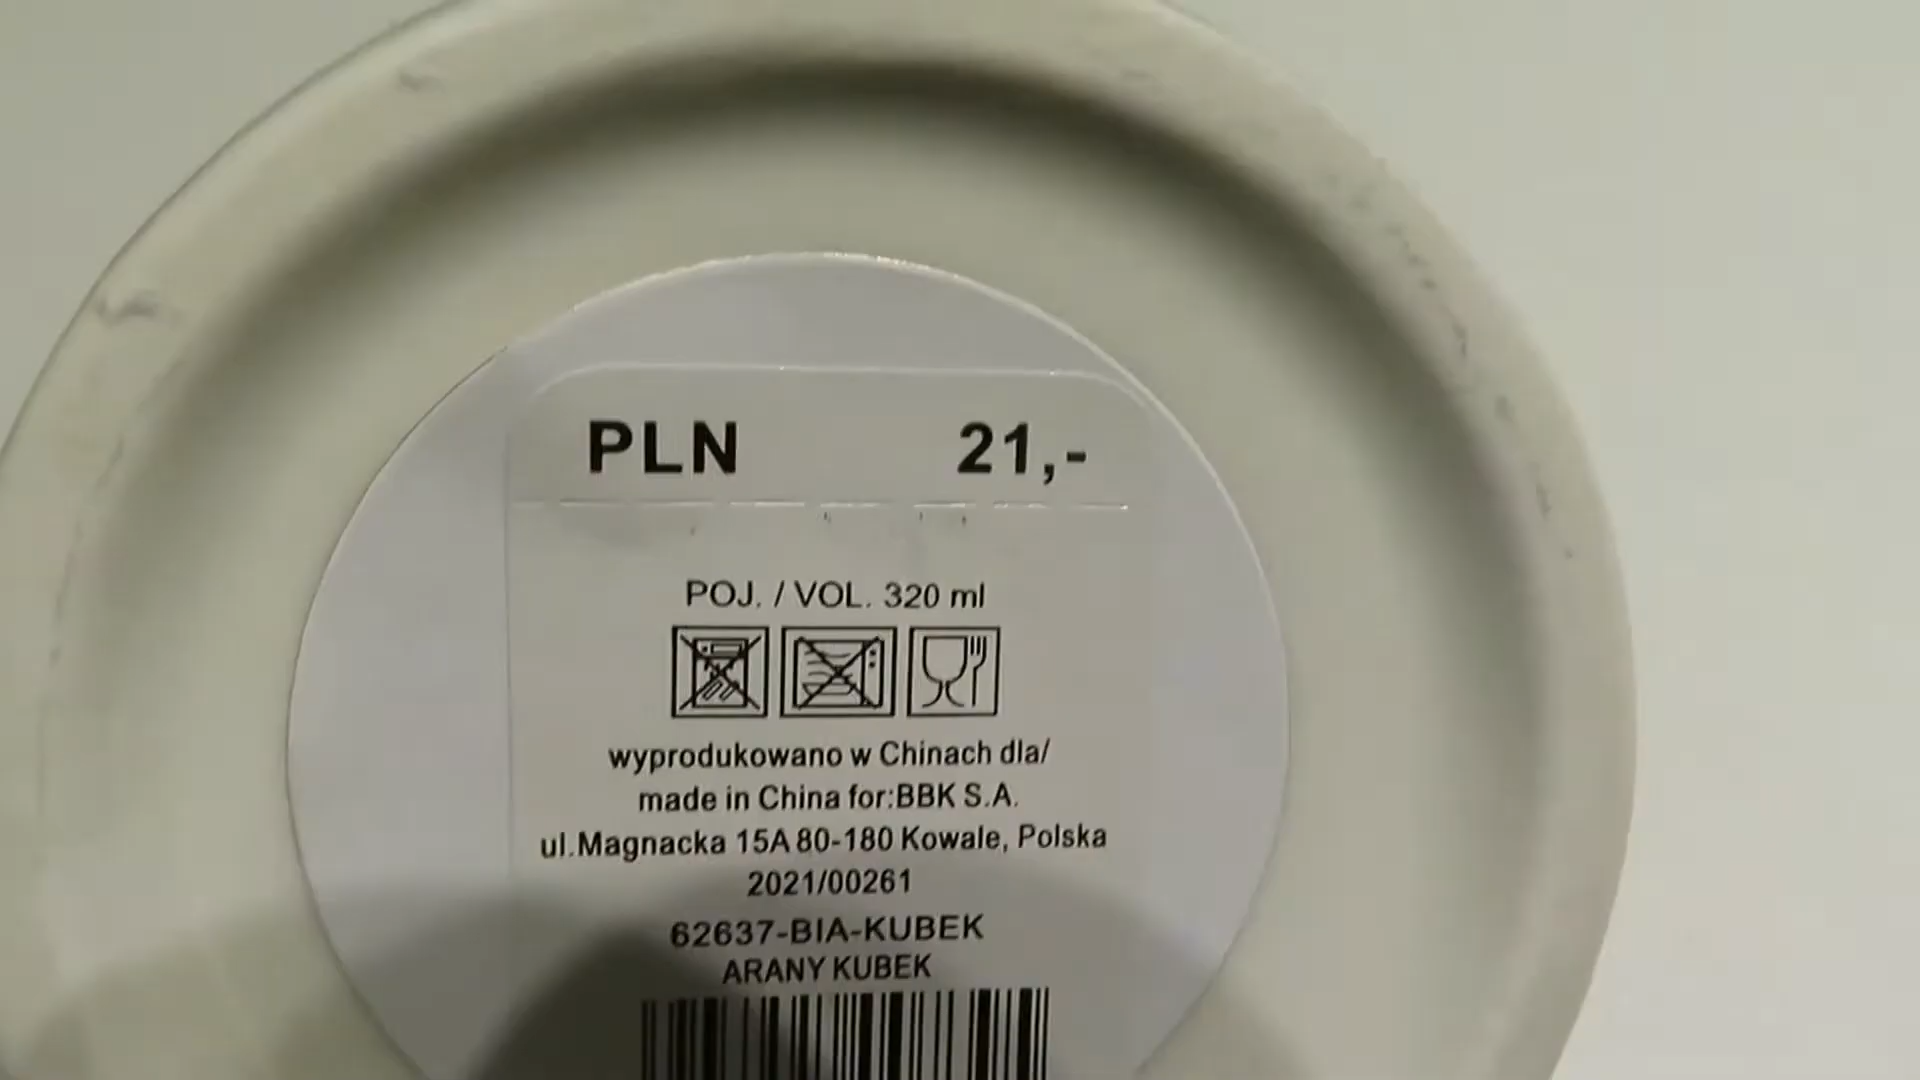 PLN 21,-
POJ. / VOL. 320 ml
wyprodukowano w Chinach dla/
made in China for:BBK S.A.
ul.Magnacka 15A 80-180 Kowale, Polska
2021/00261
62637-BIA-KUBEK
ARANY KUBEK